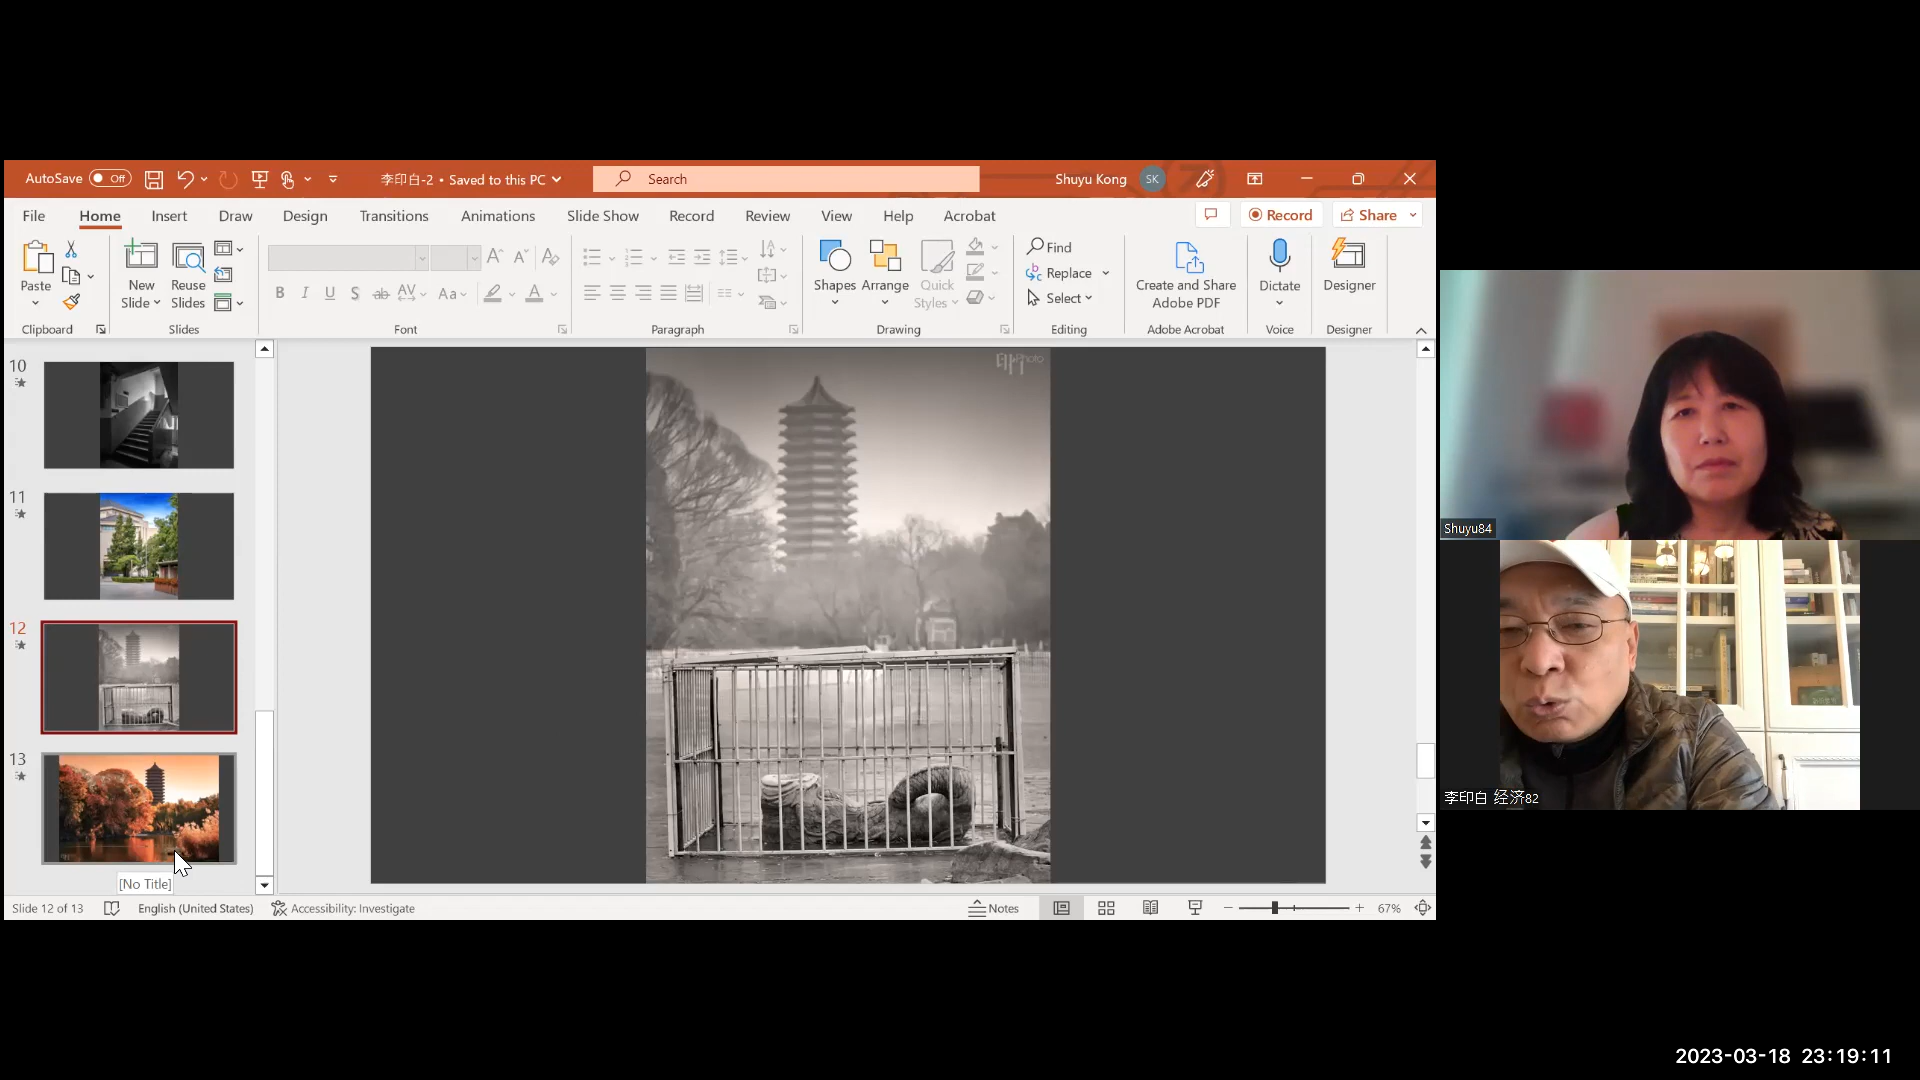 AutoSave Off 李印白-2 • Saved to this PC Search Shuyu Kong SK
File Home Insert Draw Design Transitions Animations Slide Show Record Review View Help Acrobat Record Share
Paste New Slide Reuse Slides
B I U S ab AV Aa A
Shapes Arrange Quick Styles
Find
Replace
Select
Create and Share Adobe PDF
Dictate
Designer
Clipboard Slides Font Paragraph Drawing Editing Adobe Acrobat Voice Designer
10
11
12
13
Photo
[No Title]
Slide 12 of 13 English (United States) Accessibility: Investigate Notes 67%
Shuyu84
李印白 经济82
2023-03-18 23:19:11